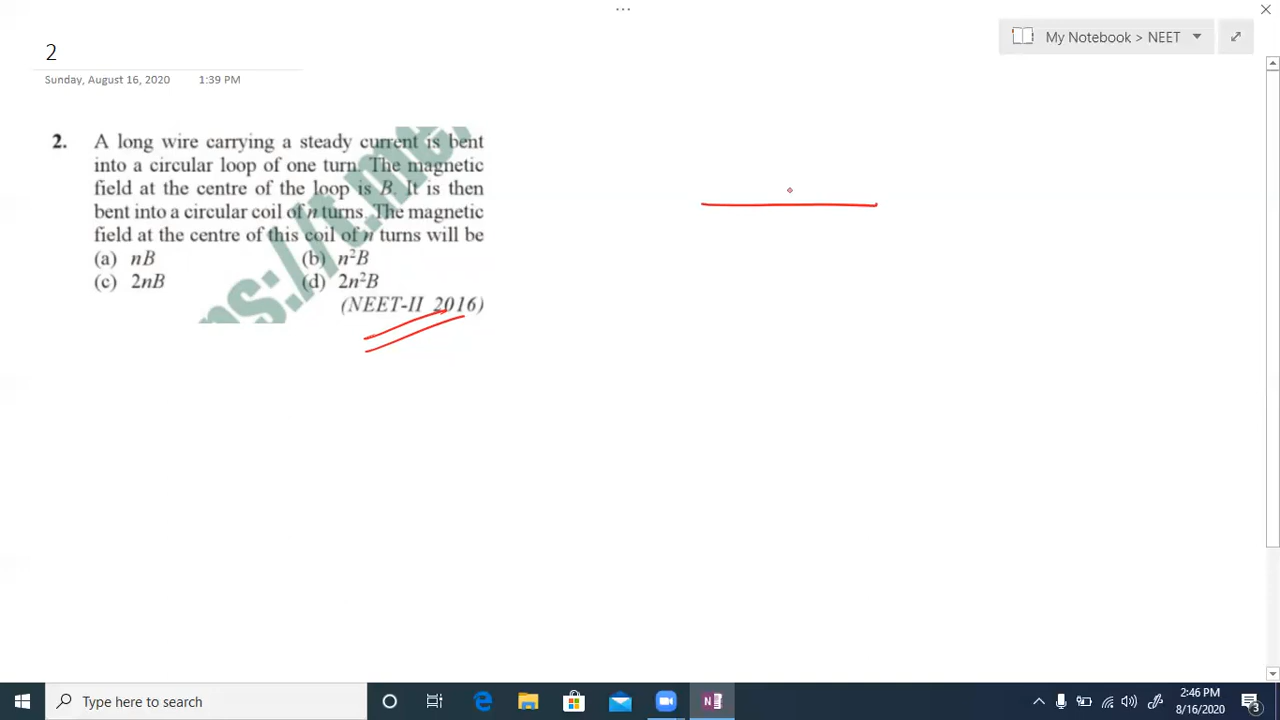 ...
2
My Notebook > NEET
Sunday, August 16, 2020 1:39 PM
2. A long wire carrying a steady current is bent
into a circular loop of one turn. The magnetic
field at the centre of the loop is B. It is then
bent into a circular coil of n turns. The magnetic
field at the centre of this coil of n turns will be
(a) nB (b) n²B
(c) 2nB (d) 2n²B
(NEET-II 2016)
ns://t.me/
Type here to search
N
2:46 PM
8/16/2020
3